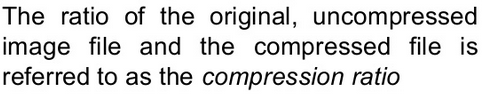 The ratio of the original, uncompressed
image file and the compressed file is
referred to as the compression ratio